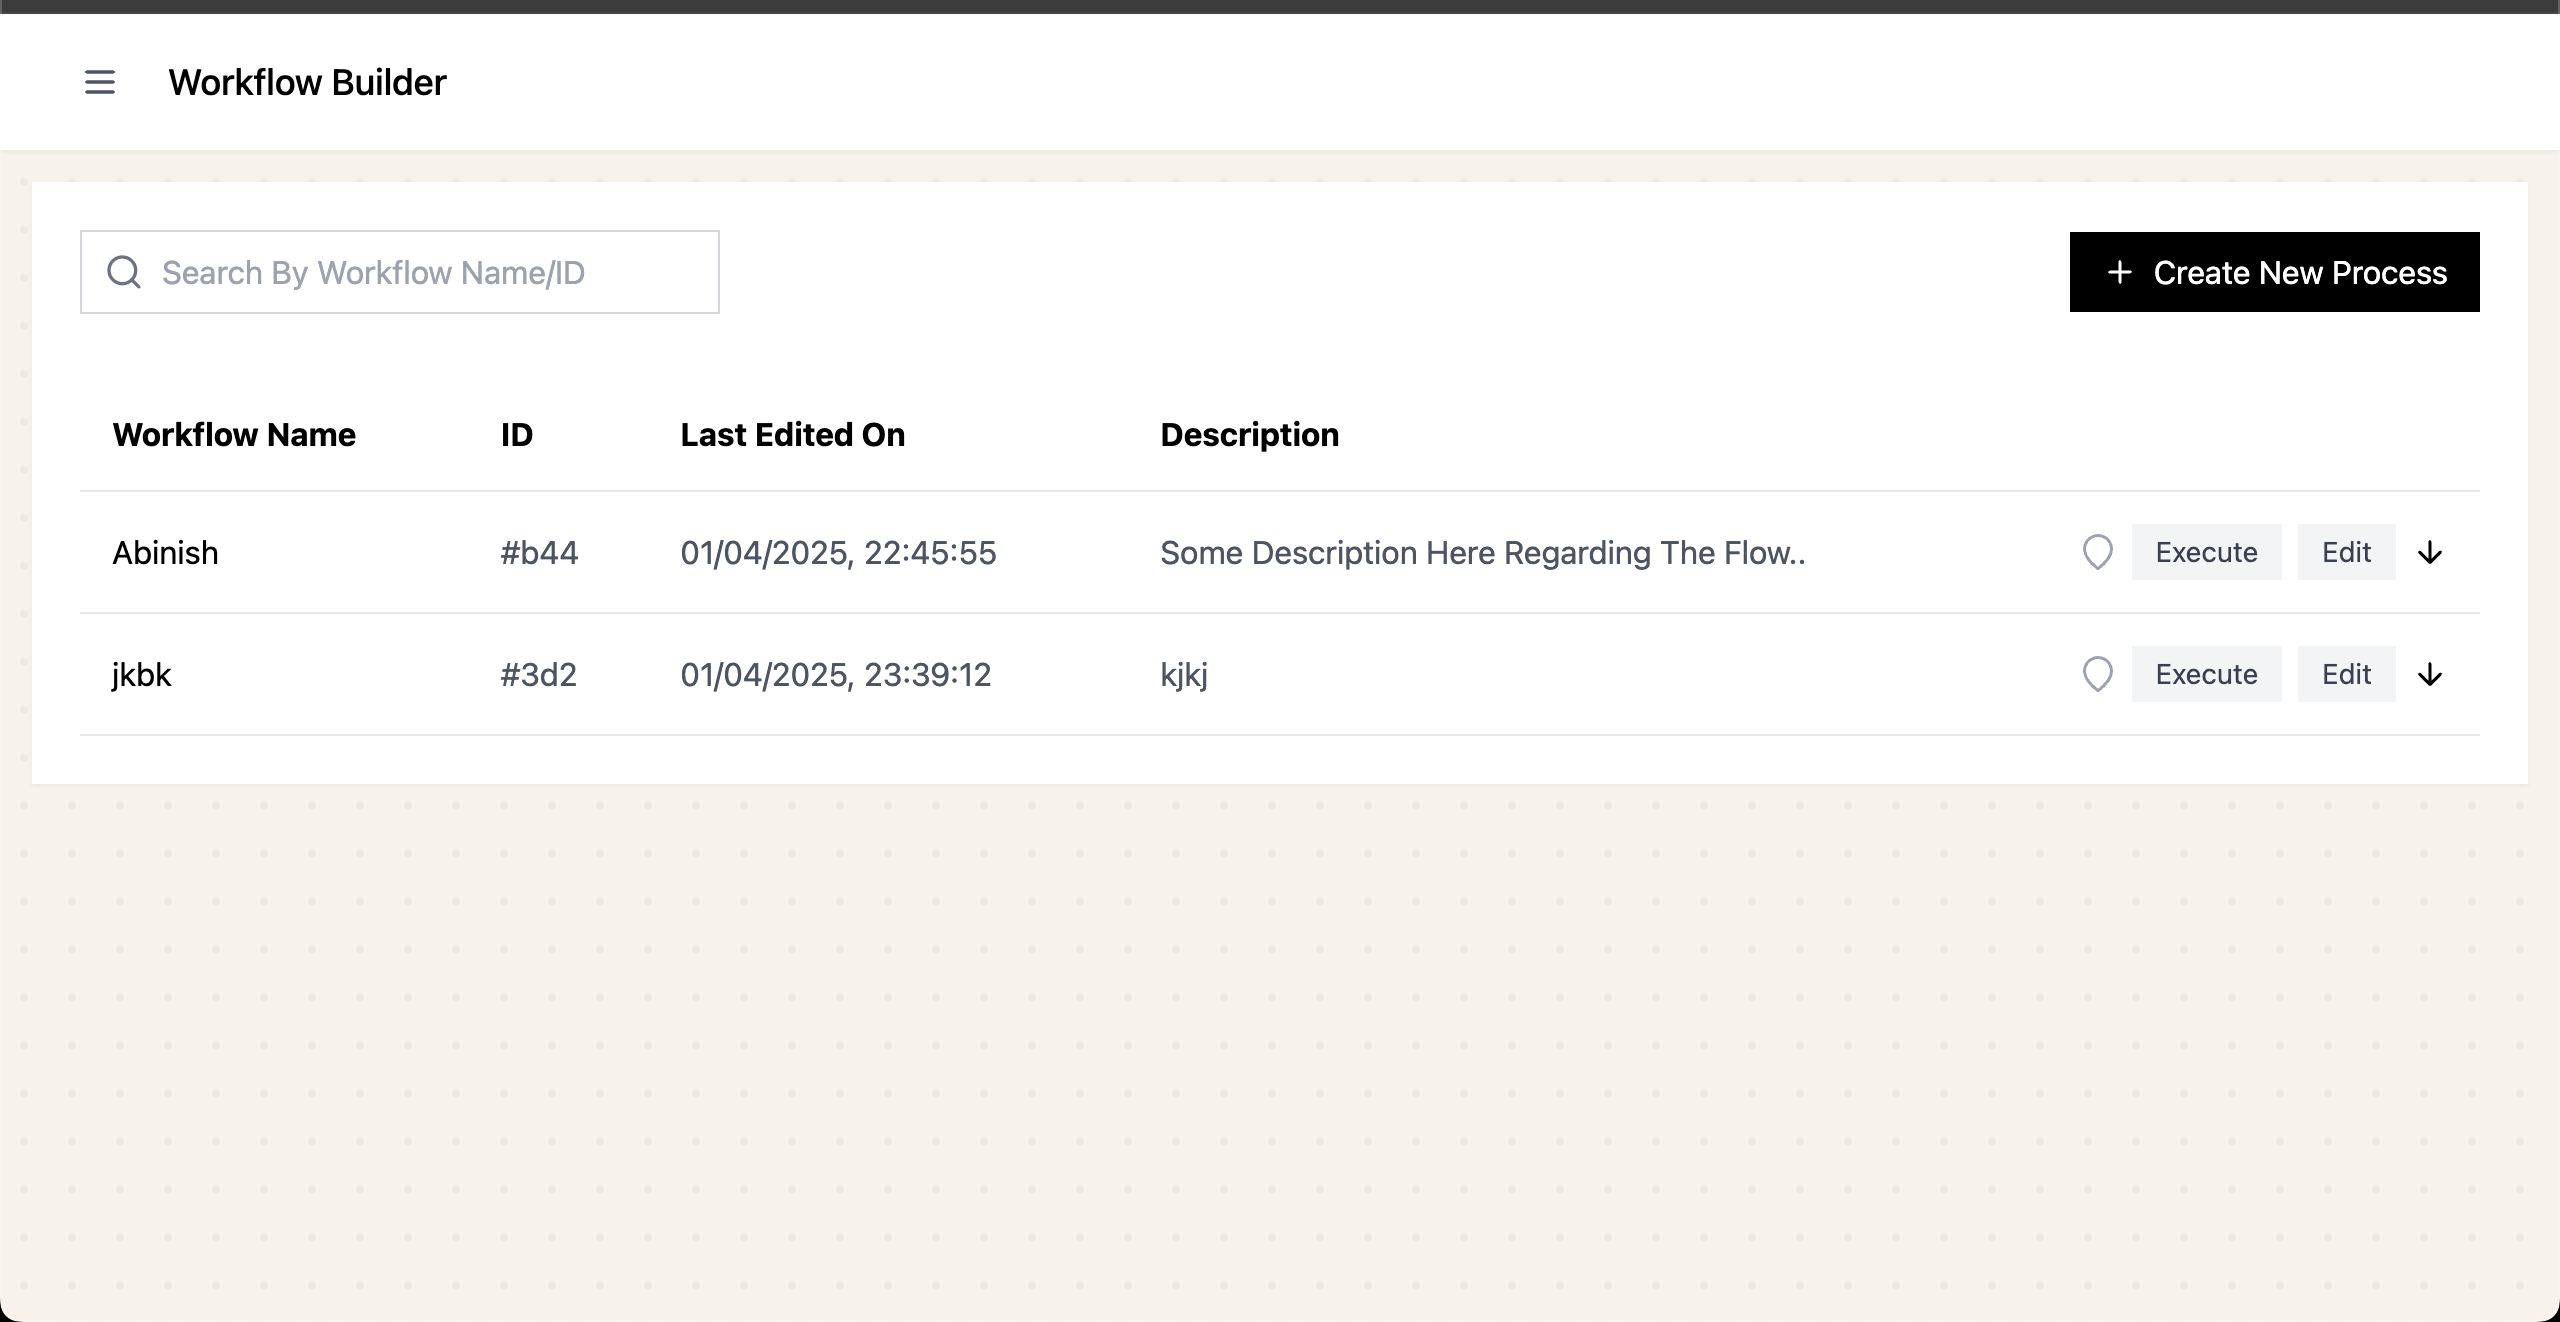 Workflow Builder
Search By Workflow Name/ID
Create New Process
Workflow Name ID Last Edited On Description
Abinish #b44 01/04/2025, 22:45:55 Some Description Here Regarding The Flow.. Execute Edit
jkbk #3d2 01/04/2025, 23:39:12 kjkj Execute Edit